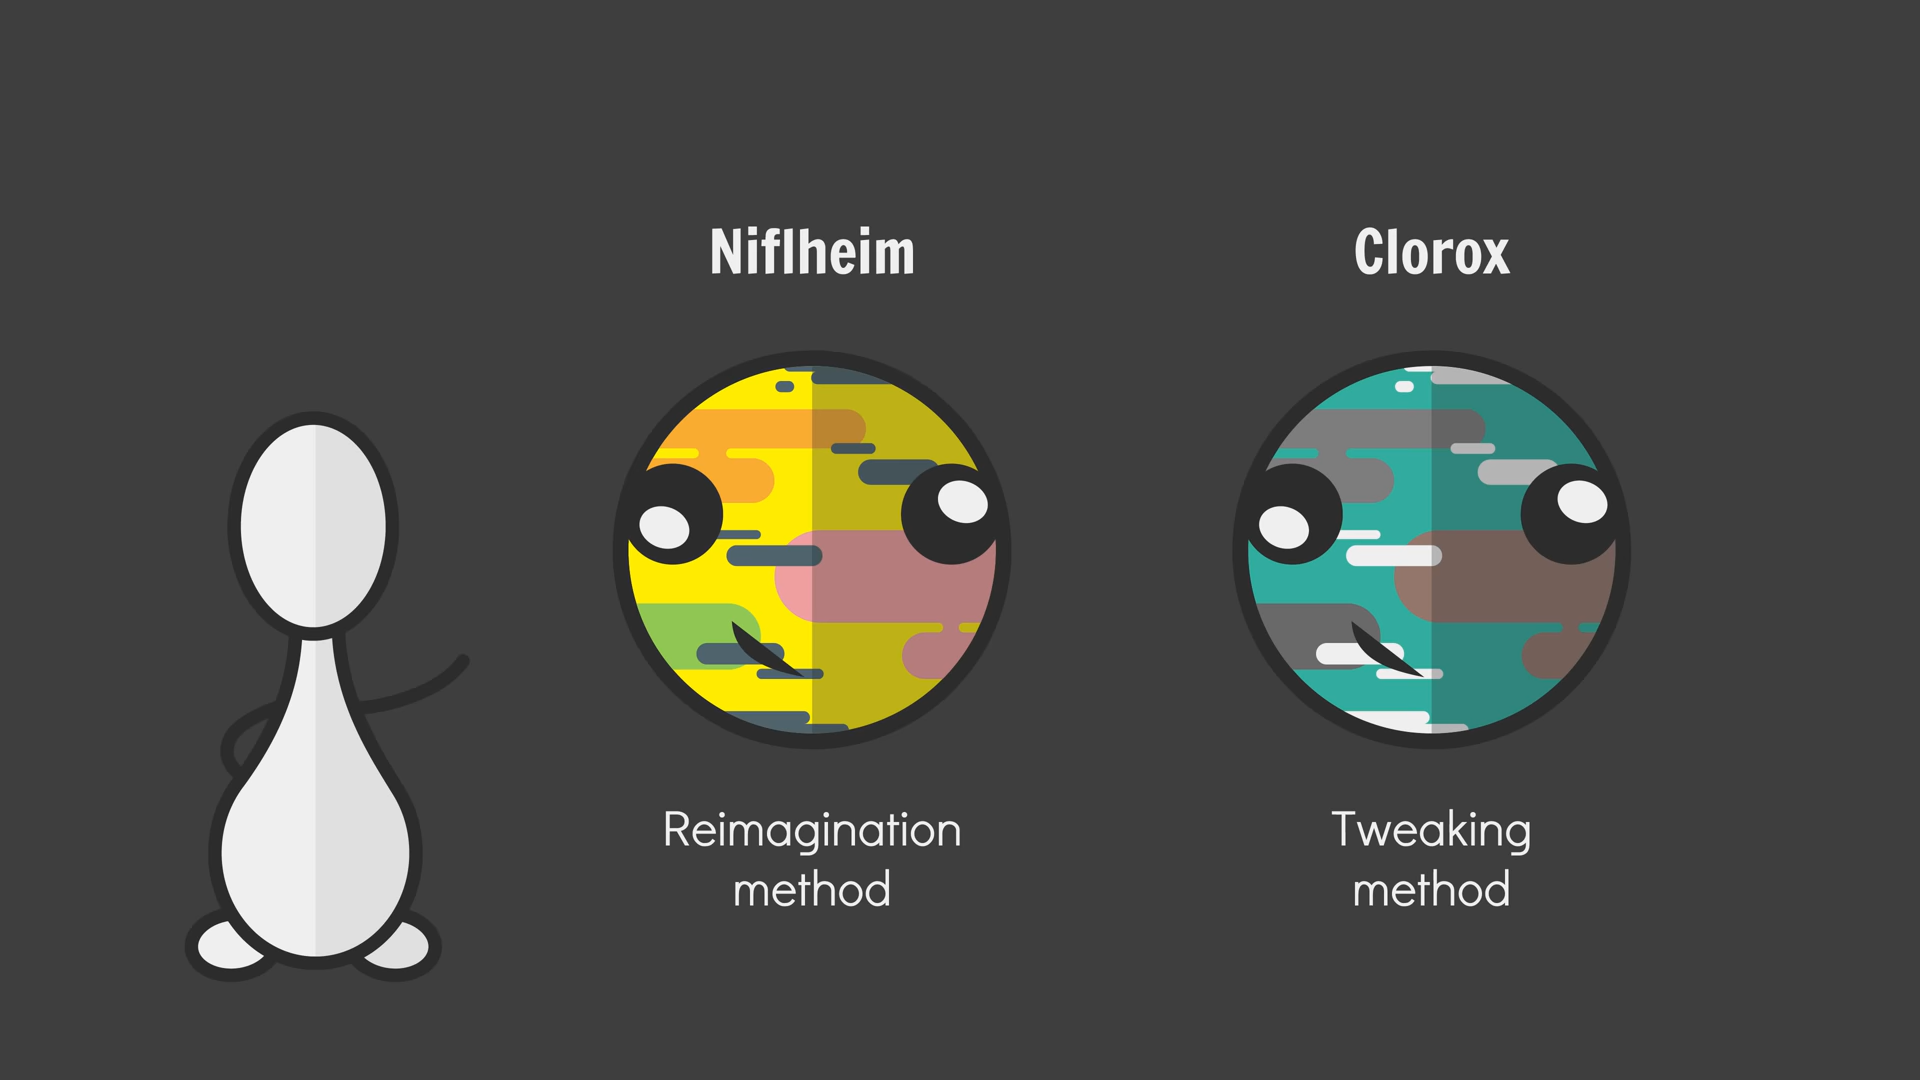 Niflheim
Clorox
Reimagination
method
Tweaking
method